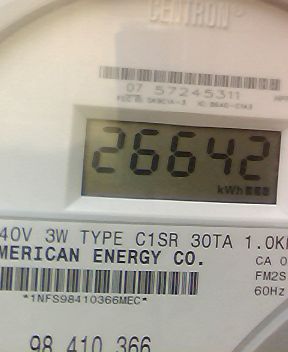 CENTRON®
07 57245311
26642
kWh
40V 3W TYPE C1SR 30TA 1.0K
MERICAN ENERGY CO.
CA 0
FM2S
60Hz
*1NFS98410366MEC*
98 410 366